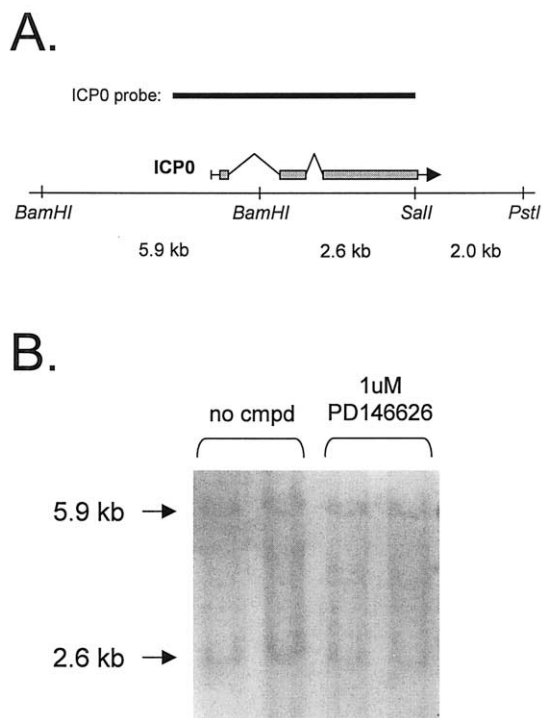 A.
ICP0 probe:
ICP0
BamHI BamHI SalI PstI
5.9 kb 2.6 kb 2.0 kb
B.
1uM
no cmpd PD146626
5.9 kb
2.6 kb